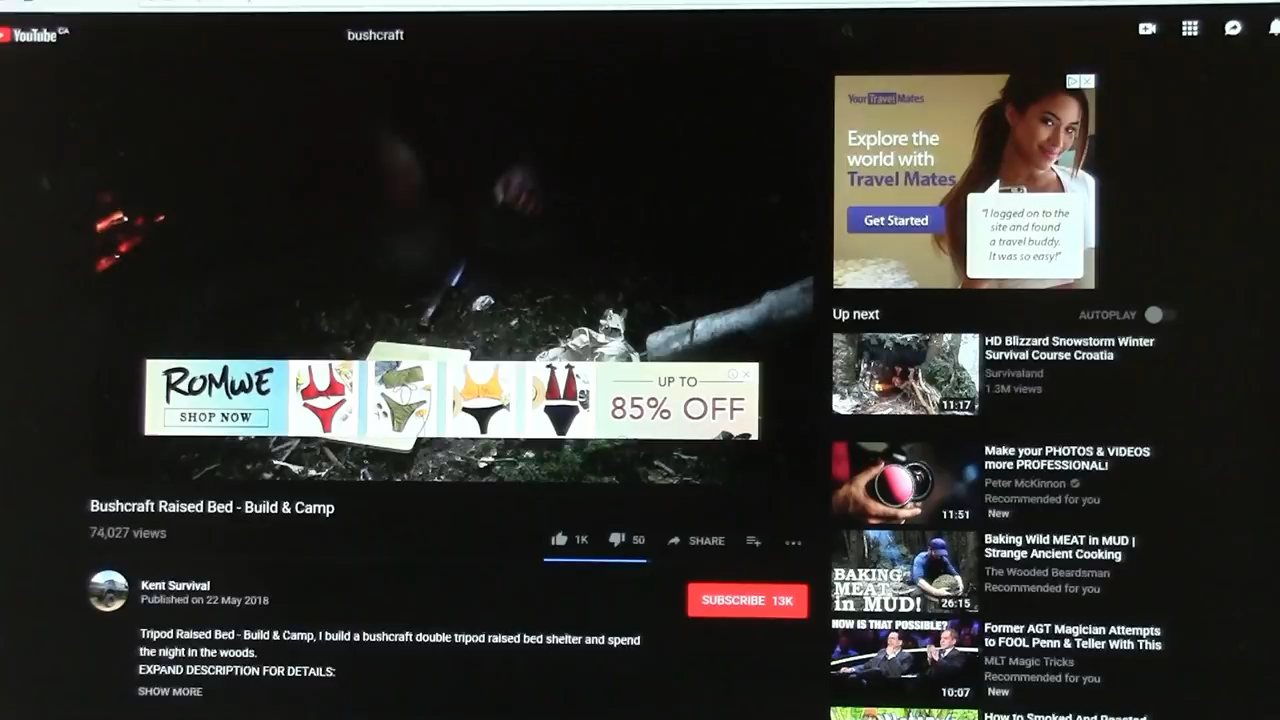 YouTube CA
bushcraft
YourTravelMates
Explore the
world with
Travel Mates
Get Started
"I logged on to the
site and found
a travel buddy.
It was so easy!"
Up next
AUTOPLAY
HD Blizzard Snowstorm Winter
Survival Course Croatia
Survivaland
1.3M views
11:17
ROMWE
SHOP NOW
UP TO
85% OFF
Make your PHOTOS & VIDEOS
more PROFESSIONAL!
Peter McKinnon
Recommended for you
New
11:51
Bushcraft Raised Bed - Build & Camp
74,027 views
1K
50
SHARE
Baking Wild MEAT in MUD |
Strange Ancient Cooking
The Wooded Beardsman
Recommended for you
BAKING
MEAT
in MUD!
26:15
Kent Survival
Published on 22 May 2018
SUBSCRIBE 13K
Tripod Raised Bed - Build & Camp, I build a bushcraft double tripod raised bed shelter and spend
the night in the woods.
EXPAND DESCRIPTION FOR DETAILS:
SHOW MORE
HOW IS THAT POSSIBLE?
10:07
Former AGT Magician Attempts
to FOOL Penn & Teller With This
MLT Magic Tricks
Recommended for you
New
How to Smoked And Roasted